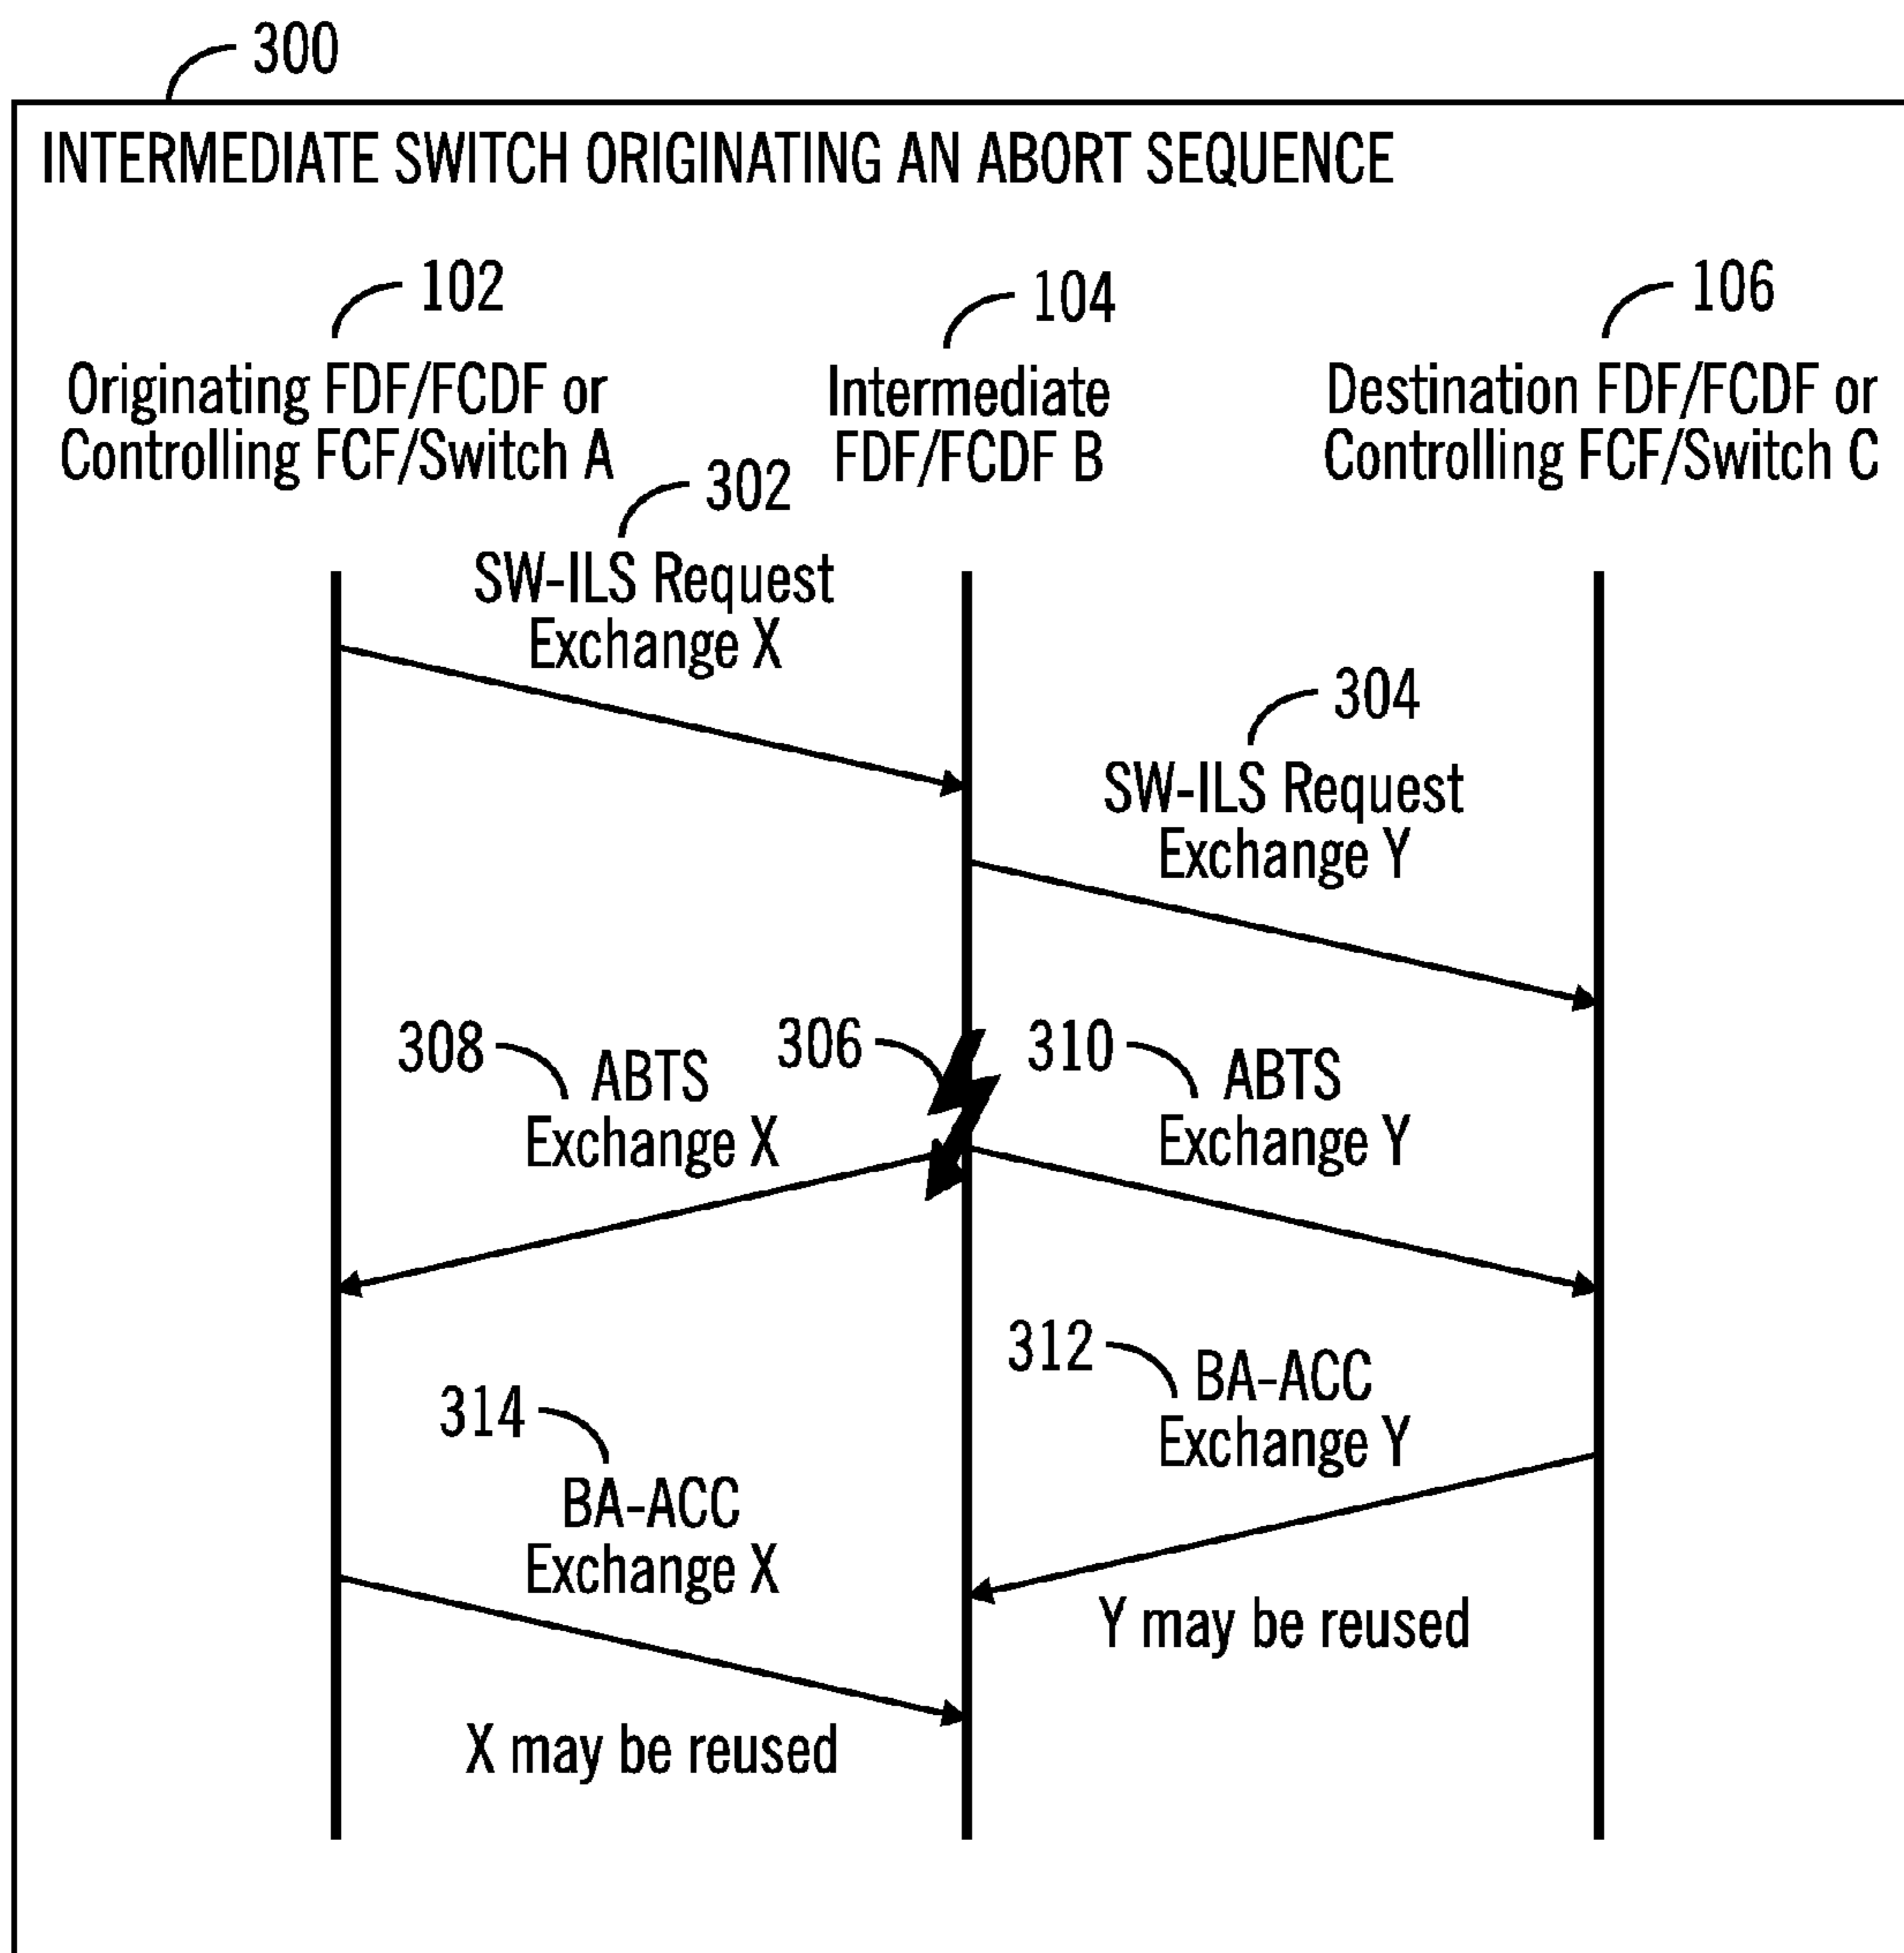 300
INTERMEDIATE SWITCH ORIGINATING AN ABORT SEQUENCE
102
Originating FDF/FCDF or
Controlling FCF/Switch A
104
Intermediate
FDF/FCDF B
106
Destination FDF/FCDF or
Controlling FCF/Switch C
302
SW-ILS Request
Exchange X
304
SW-ILS Request
Exchange Y
308
ABTS
Exchange X
306
310
ABTS
Exchange Y
312
BA-ACC
Exchange Y
314
BA-ACC
Exchange X
Y may be reused
X may be reused